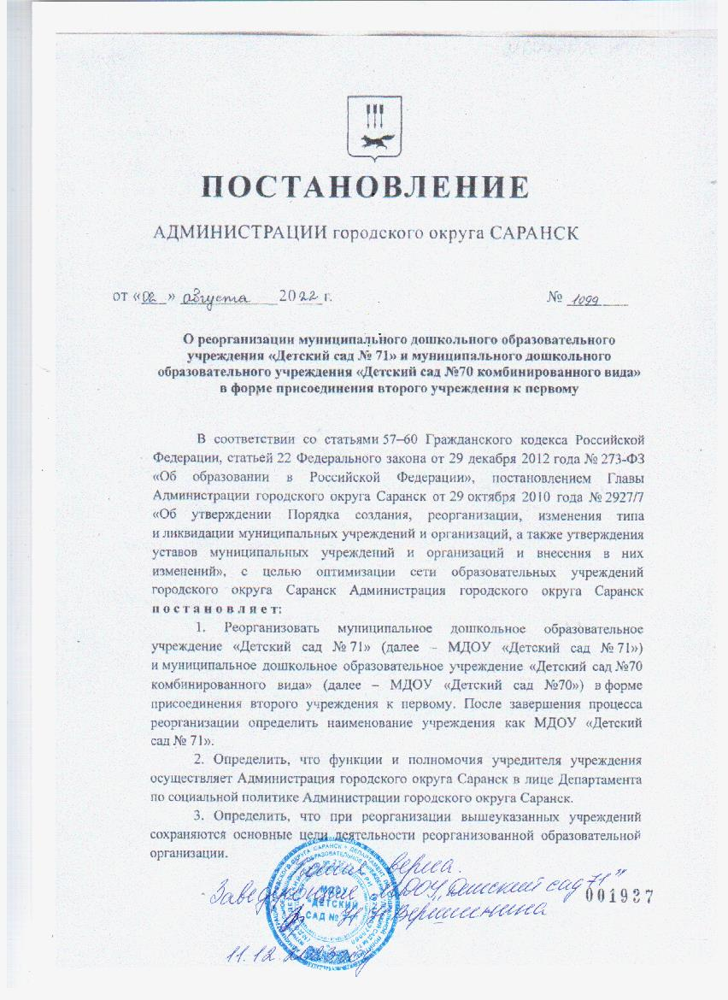 ПОСТАНОВЛЕНИЕ
АДМИНИСТРАЦИИ городского округа САРАНСК
от «02» августа 2022 г. № 1099
О реорганизации муниципального дошкольного образовательного
учреждения «Детский сад № 71» и муниципального дошкольного
образовательного учреждения «Детский сад №70 комбинированного вида»
в форме присоединения второго учреждения к первому
В соответствии со статьями 57–60 Гражданского кодекса Российской
Федерации, статьей 22 Федерального закона от 29 декабря 2012 года № 273-ФЗ
«Об образовании в Российской Федерации», постановлением Главы
Администрации городского округа Саранск от 29 октября 2010 года № 2927/7
«Об утверждении Порядка создания, реорганизации, изменения типа
и ликвидации муниципальных учреждений и организаций, а также утверждения
уставов муниципальных учреждений и организаций и внесения в них
изменений», с целью оптимизации сети образовательных учреждений
городского округа Саранск Администрация городского округа Саранск
п о с т а н о в л я е т:
1. Реорганизовать муниципальное дошкольное образовательное
учреждение «Детский сад № 71» (далее – МДОУ «Детский сад № 71»)
и муниципальное дошкольное образовательное учреждение «Детский сад №70
комбинированного вида» (далее – МДОУ «Детский сад №70») в форме
присоединения второго учреждения к первому. После завершения процесса
реорганизации определить наименование учреждения как МДОУ «Детский
сад № 71».
2. Определить, что функции и полномочия учредителя учреждения
осуществляет Администрация городского округа Саранск в лице Департамента
по социальной политике Администрации городского округа Саранск.
3. Определить, что при реорганизации вышеуказанных учреждений
сохраняются основные цели деятельности реорганизованной образовательной
организации.
Копия верна.
Заведующая МДОУ „Детский сад 71"
001937
Н.У. Вершинина
МДОУ
"ДЕТСКИЙ
САД №
11.12.2023